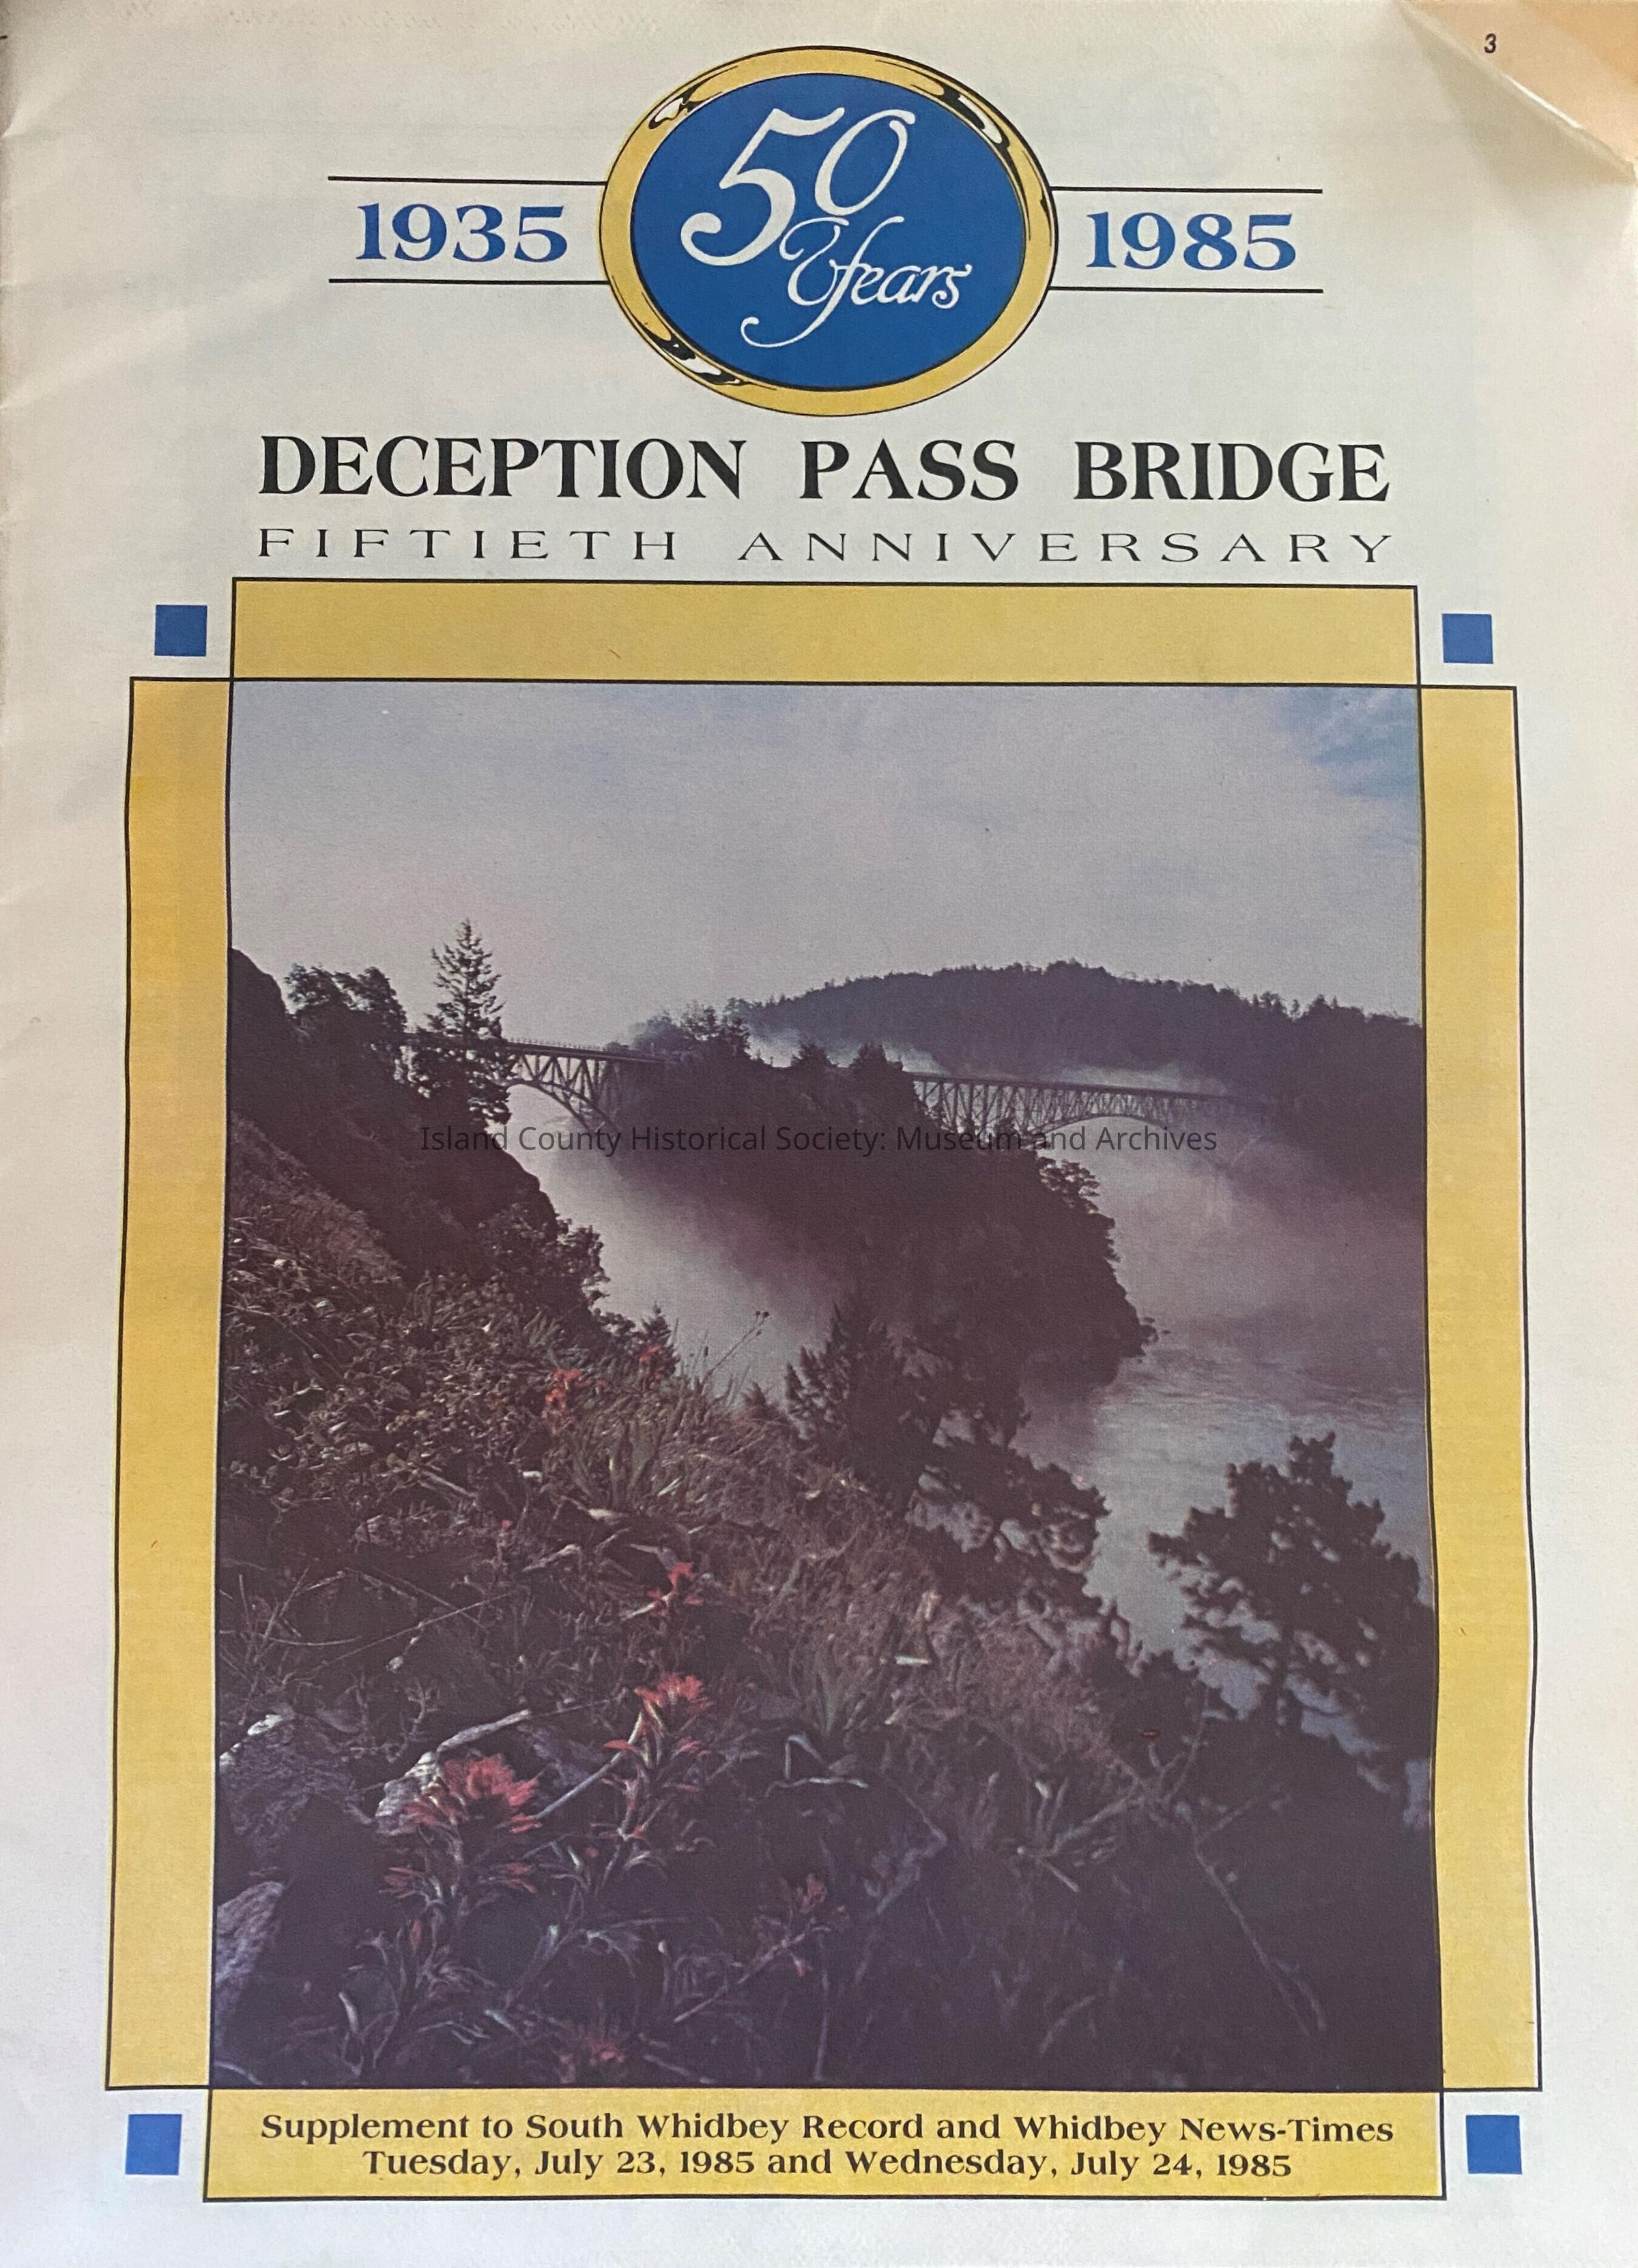 3
50
Years
1935 1985
DECEPTION PASS BRIDGE
FIFTIETH ANNIVERSARY
Island County Historical Society: Museum and Archives
Supplement to South Whidbey Record and Whidbey News-Times
Tuesday, July 23, 1985 and Wednesday, July 24, 1985